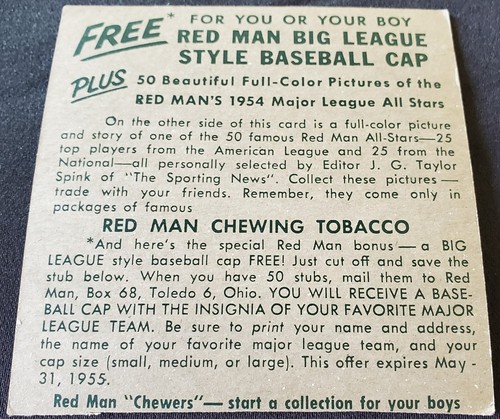 FREE* FOR YOU OR YOUR BOY
RED MAN BIG LEAGUE
STYLE BASEBALL CAP
PLUS 50 Beautiful Full-Color Pictures of the
RED MAN'S 1954 Major League All Stars
On the other side of this card is a full-color picture
and story of one of the 50 famous Red Man All-Stars—25
top players from the American League and 25 from the
National—all personally selected by Editor J. G. Taylor
Spink of "The Sporting News". Collect these pictures—
trade with your friends. Remember, they come only in
packages of famous
RED MAN CHEWING TOBACCO
*And here's the special Red Man bonus—a BIG
LEAGUE style baseball cap FREE! Just cut off and save the
stub below. When you have 50 stubs, mail them to Red
Man, Box 68, Toledo 6, Ohio. YOU WILL RECEIVE A BASE-
BALL CAP WITH THE INSIGNIA OF YOUR FAVORITE MAJOR
LEAGUE TEAM. Be sure to print your name and address,
the name of your favorite major league team, and your
cap size (small, medium, or large). This offer expires May
31, 1955.
Red Man "Chewers"— start a collection for your boys